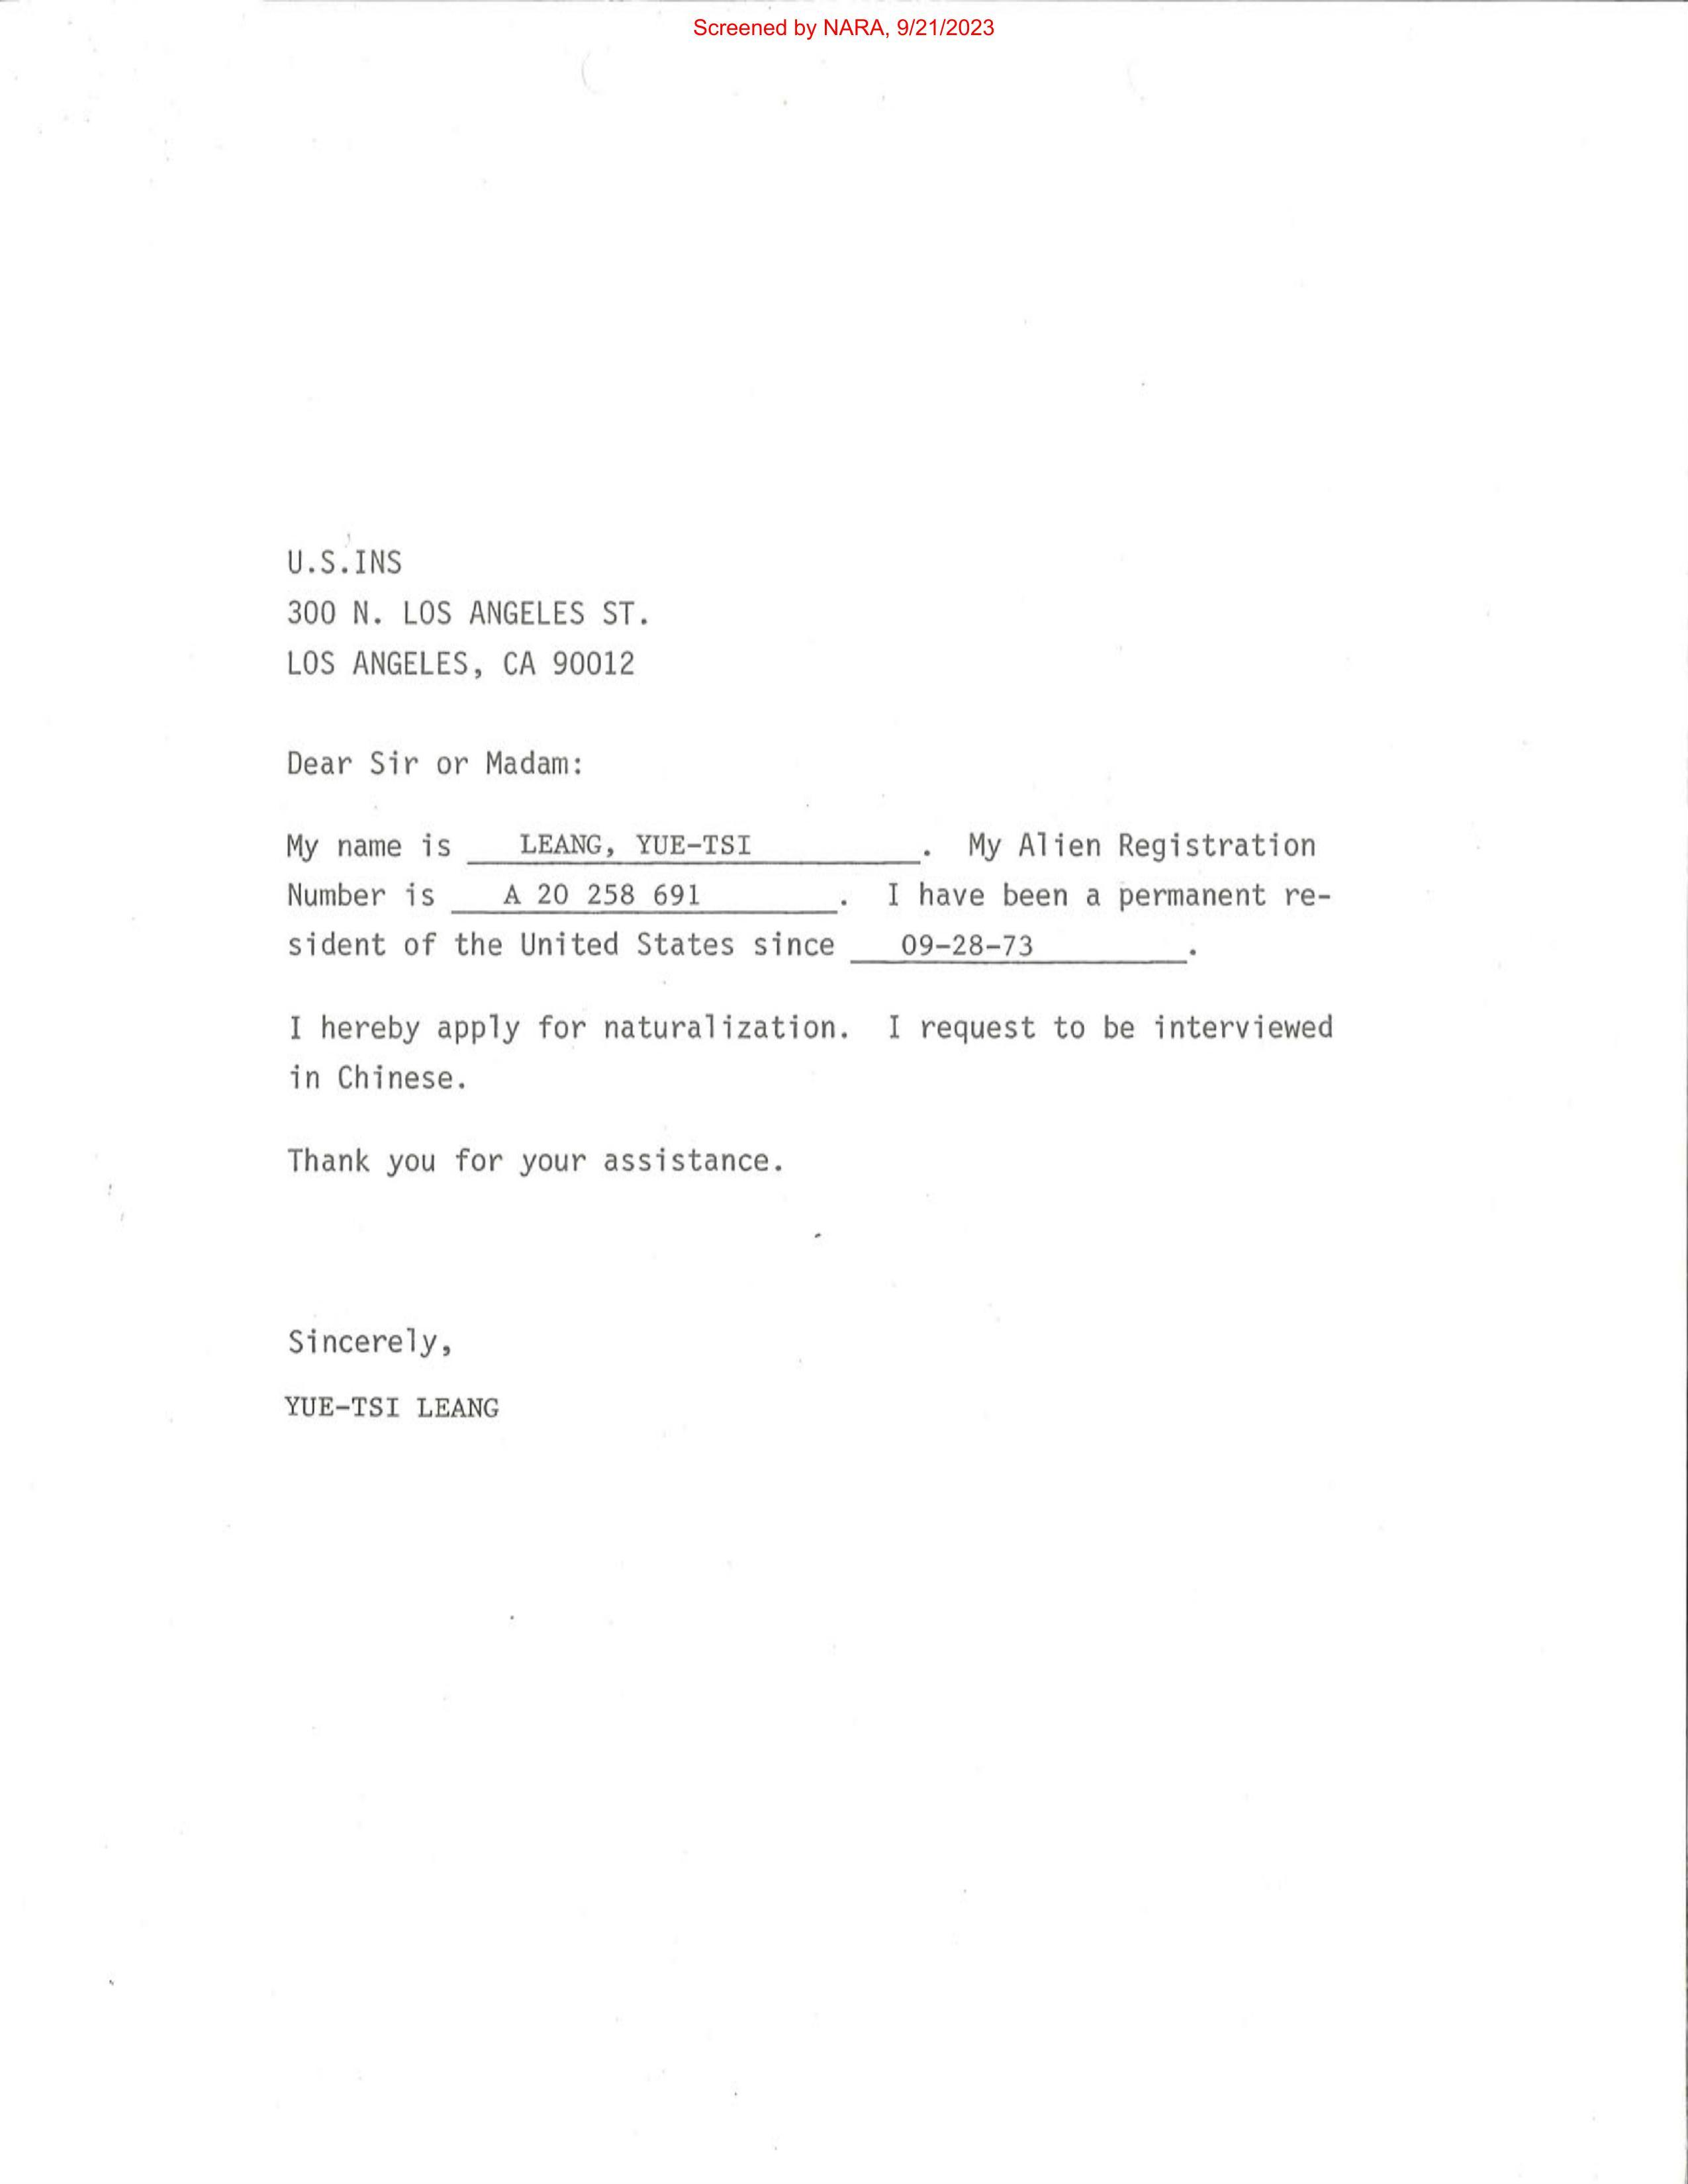 Screened by NARA, 9/21/2023
U.S.INS
300 N. LOS ANGELES ST.
LOS ANGELES, CA 90012
Dear Sir or Madam:
My name is LEANG, YUE-TSI. My Alien Registration
Number is A 20 258 691. I have been a permanent re-
sident of the United States since 09-28-73.
I hereby apply for naturalization. I request to be interviewed
in Chinese.
Thank you for your assistance.
Sincerely,
YUE-TSI LEANG